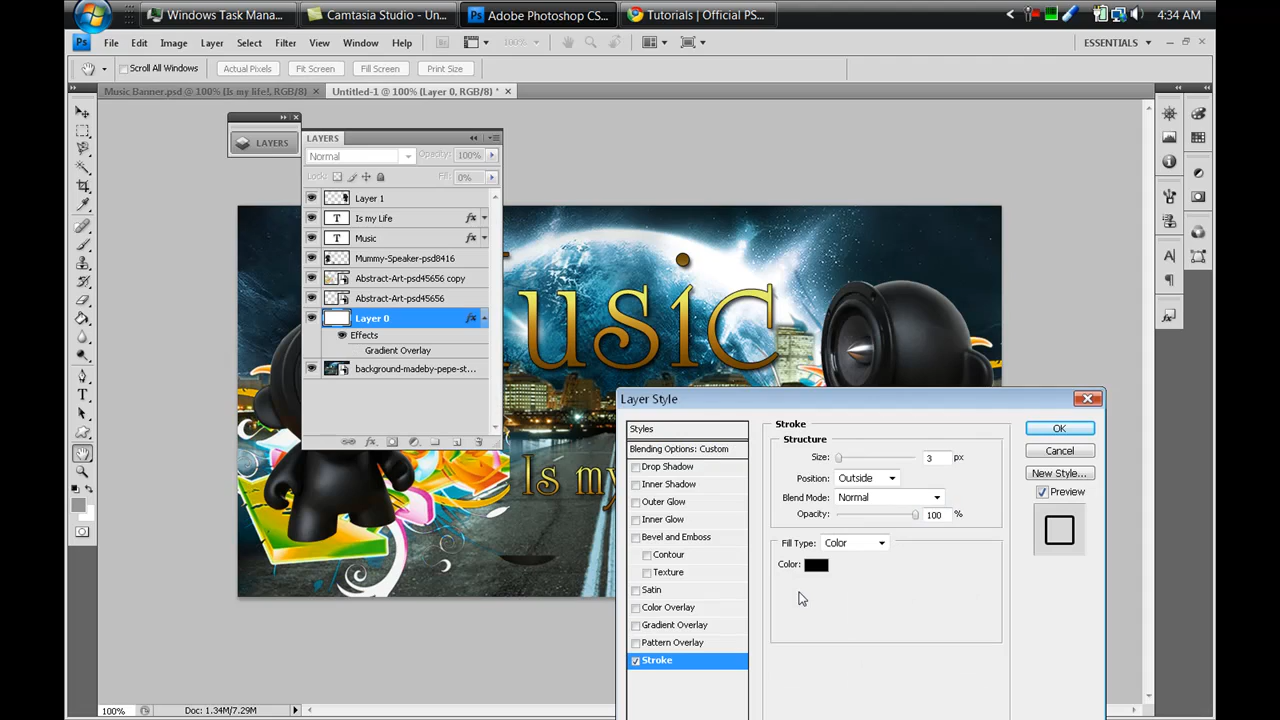 Windows Task Mana...
Camtasia Studio - Un...
Adobe Photoshop CS...
Tutorials | Official PS...
4:34 AM
Ps
File
Edit
Image
Layer
Select
Filter
View
Window
Help
100%
ESSENTIALS
Scroll All Windows
Actual Pixels
Fit Screen
Fill Screen
Print Size
Music Banner.psd @ 100% (Is my life!, RGB/8)
Untitled-1 @ 100% (Layer 0, RGB/8) *
LAYERS
LAYERS
Normal
Opacity: 100%
Lock:
Fill: 0%
Layer 1
T Is my Life fx
T Music fx
Mummy-Speaker-psd8416
Abstract-Art-psd45656 copy
Abstract-Art-psd45656
Layer 0 fx
Effects
Gradient Overlay
background-madeby-pepe-st...
usic
Is my
Layer Style
Styles
Blending Options: Custom
Drop Shadow
Inner Shadow
Outer Glow
Inner Glow
Bevel and Emboss
Contour
Texture
Satin
Color Overlay
Gradient Overlay
Pattern Overlay
Stroke
Stroke
Structure
Size: 3 px
Position: Outside
Blend Mode: Normal
Opacity: 100 %
Fill Type: Color
Color:
OK
Cancel
New Style...
Preview
100%
Doc: 1.34M/7.29M